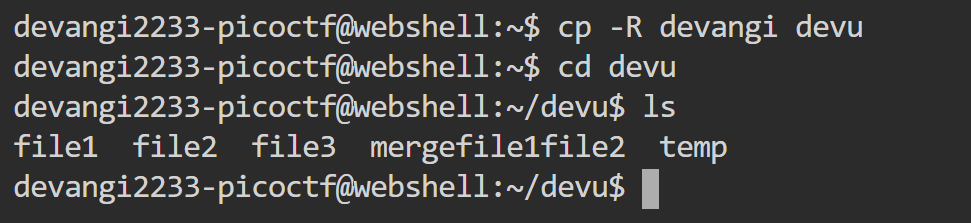 devangi2233-picoctf@webshell:~$ cp -R devangi devu
devangi2233-picoctf@webshell:~$ cd devu
devangi2233-picoctf@webshell:~/devu$ ls
file1  file2  file3  mergefile1file2  temp
devangi2233-picoctf@webshell:~/devu$